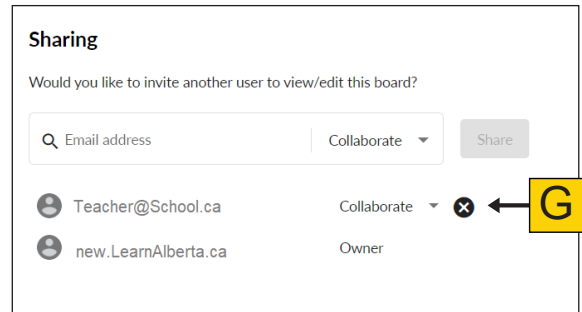 Sharing
Would you like to invite another user to view/edit this board?
Email address Collaborate Share
Teacher@School.ca Collaborate G
new.LearnAlberta.ca Owner